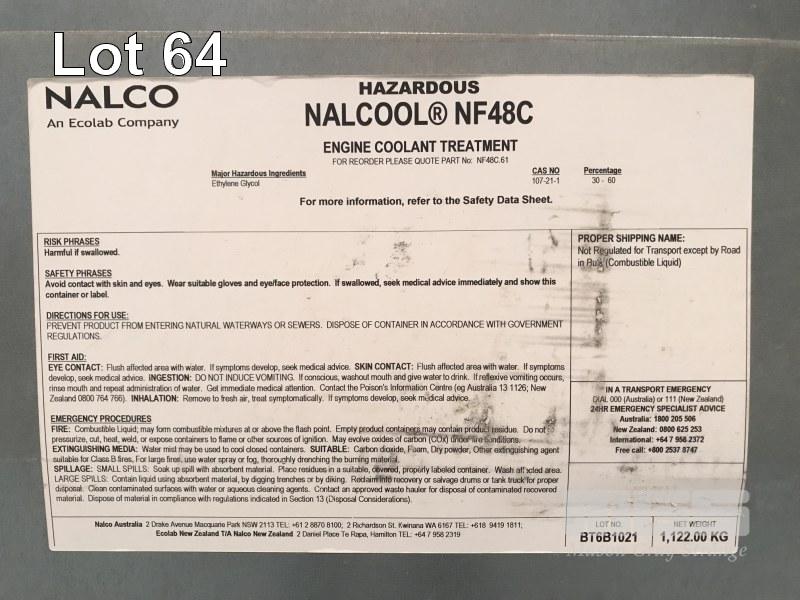 Lot 64
NALCO
An Ecolab Company
HAZARDOUS
NALCOOL® NF48C
ENGINE COOLANT TREATMENT
FOR REORDER PLEASE QUOTE PART No: NF48C.61
Major Hazardous Ingredients CAS NO Percentage
Ethylene Glycol 107-21-1 30 - 60
For more information, refer to the Safety Data Sheet.
RISK PHRASES
Harmful if swallowed.
SAFETY PHRASES
Avoid contact with skin and eyes. Wear suitable gloves and eye/face protection. If swallowed, seek medical advice immediately and show this
container or label.
DIRECTIONS FOR USE:
PREVENT PRODUCT FROM ENTERING NATURAL WATERWAYS OR SEWERS. DISPOSE OF CONTAINER IN ACCORDANCE WITH GOVERNMENT
REGULATIONS.
FIRST AID:
EYE CONTACT: Flush affected area with water. If symptoms develop, seek medical advice. SKIN CONTACT: Flush affected area with water. If symptoms
develop, seek medical advice. INGESTION: DO NOT INDUCE VOMITING. If conscious, washout mouth and give water to drink. If reflexive vomiting occurs,
rinse mouth and repeat administration of water. Get immediate medical attention. Contact the Poison's Information Centre (eg Australia 13 1126; New
Zealand 0800 764 766). INHALATION: Remove to fresh air, treat symptomatically. If symptoms develop, seek medical advice.
EMERGENCY PROCEDURES
FIRE: Combustible Liquid; may form combustible mixtures at or above the flash point. Empty product containers may contain product residue. Do not
pressurize, cut, heat, weld, or expose containers to flame or other sources of ignition. May evolve oxides of carbon (COx) under fire conditions.
EXTINGUISHING MEDIA: Water mist may be used to cool closed containers. SUITABLE: Carbon dioxide, Foam, Dry powder, Other extinguishing agent
suitable for Class B fires, For large fires, use water spray or fog, thoroughly drenching the burning material.
SPILLAGE: SMALL SPILLS: Soak up spill with absorbent material. Place residues in a suitable, covered, properly labeled container. Wash affected area.
LARGE SPILLS: Contain liquid using absorbent material, by digging trenches or by diking. Reclaim into recovery or salvage drums or tank truck for proper
disposal. Clean contaminated surfaces with water or aqueous cleaning agents. Contact an approved waste hauler for disposal of contaminated recovered
material. Dispose of material in compliance with regulations indicated in Section 13 (Disposal Considerations).
PROPER SHIPPING NAME:
Not Regulated for Transport except by Road
in Bulk (Combustible Liquid)
IN A TRANSPORT EMERGENCY
DIAL 000 (Australia) or 111 (New Zealand)
24HR EMERGENCY SPECIALIST ADVICE
Australia: 1800 205 506
New Zealand: 0800 625 253
International: +64 7 958 2372
Free call: +800 2537 8747
Nalco Australia 2 Drake Avenue Macquarie Park NSW 2113 TEL: +61 2 8870 8100; 2 Richardson St. Kwinana WA 6167 TEL: +618 9419 1811;
Ecolab New Zealand T/A Nalco New Zealand 2 Daniel Place Te Rapa, Hamilton TEL: +64 7 958 2319
LOT NO. NET WEIGHT
BT6B1021 1,122.00 KG
Mason Gray Strange